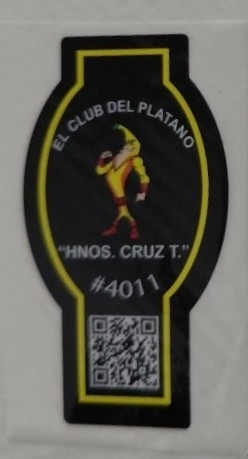 EL CLUB DEL PLATANO
"HNOS. CRUZ T."
#4011